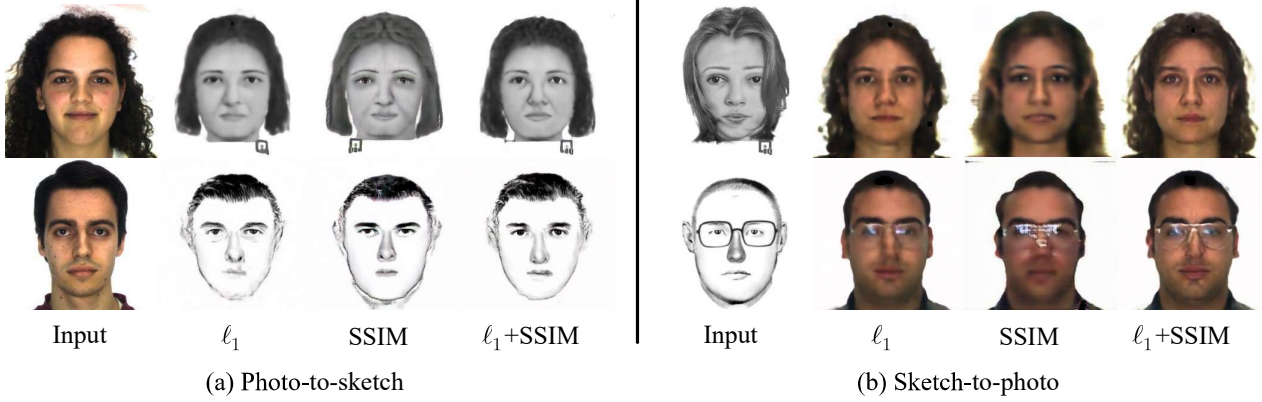 Input
ℓ₁
SSIM
ℓ₁+SSIM
(a) Photo-to-sketch
Input
ℓ₁
SSIM
ℓ₁+SSIM
(b) Sketch-to-photo